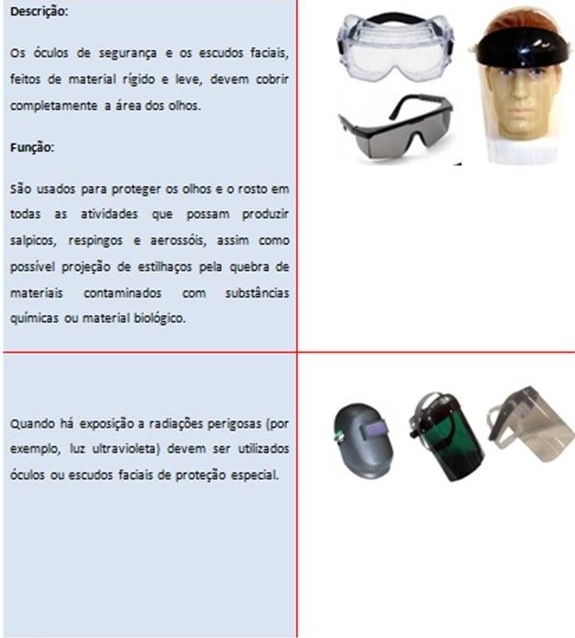 Descrição:
Os óculos de segurança e os escudos faciais,
feitos de material rígido e leve, devem cobrir
completamente a área dos olhos.
Função:
São usados para proteger os olhos e o rosto em
todas as atividades que possam produzir
salpicos, respingos e aerossóis, assim como
possível projeção de estilhaços pela quebra de
materiais contaminados com substâncias
químicas ou material biológico.
Quando há exposição a radiações perigosas (por
exemplo, luz ultravioleta) devem ser utilizados
óculos ou escudos faciais de proteção especial.